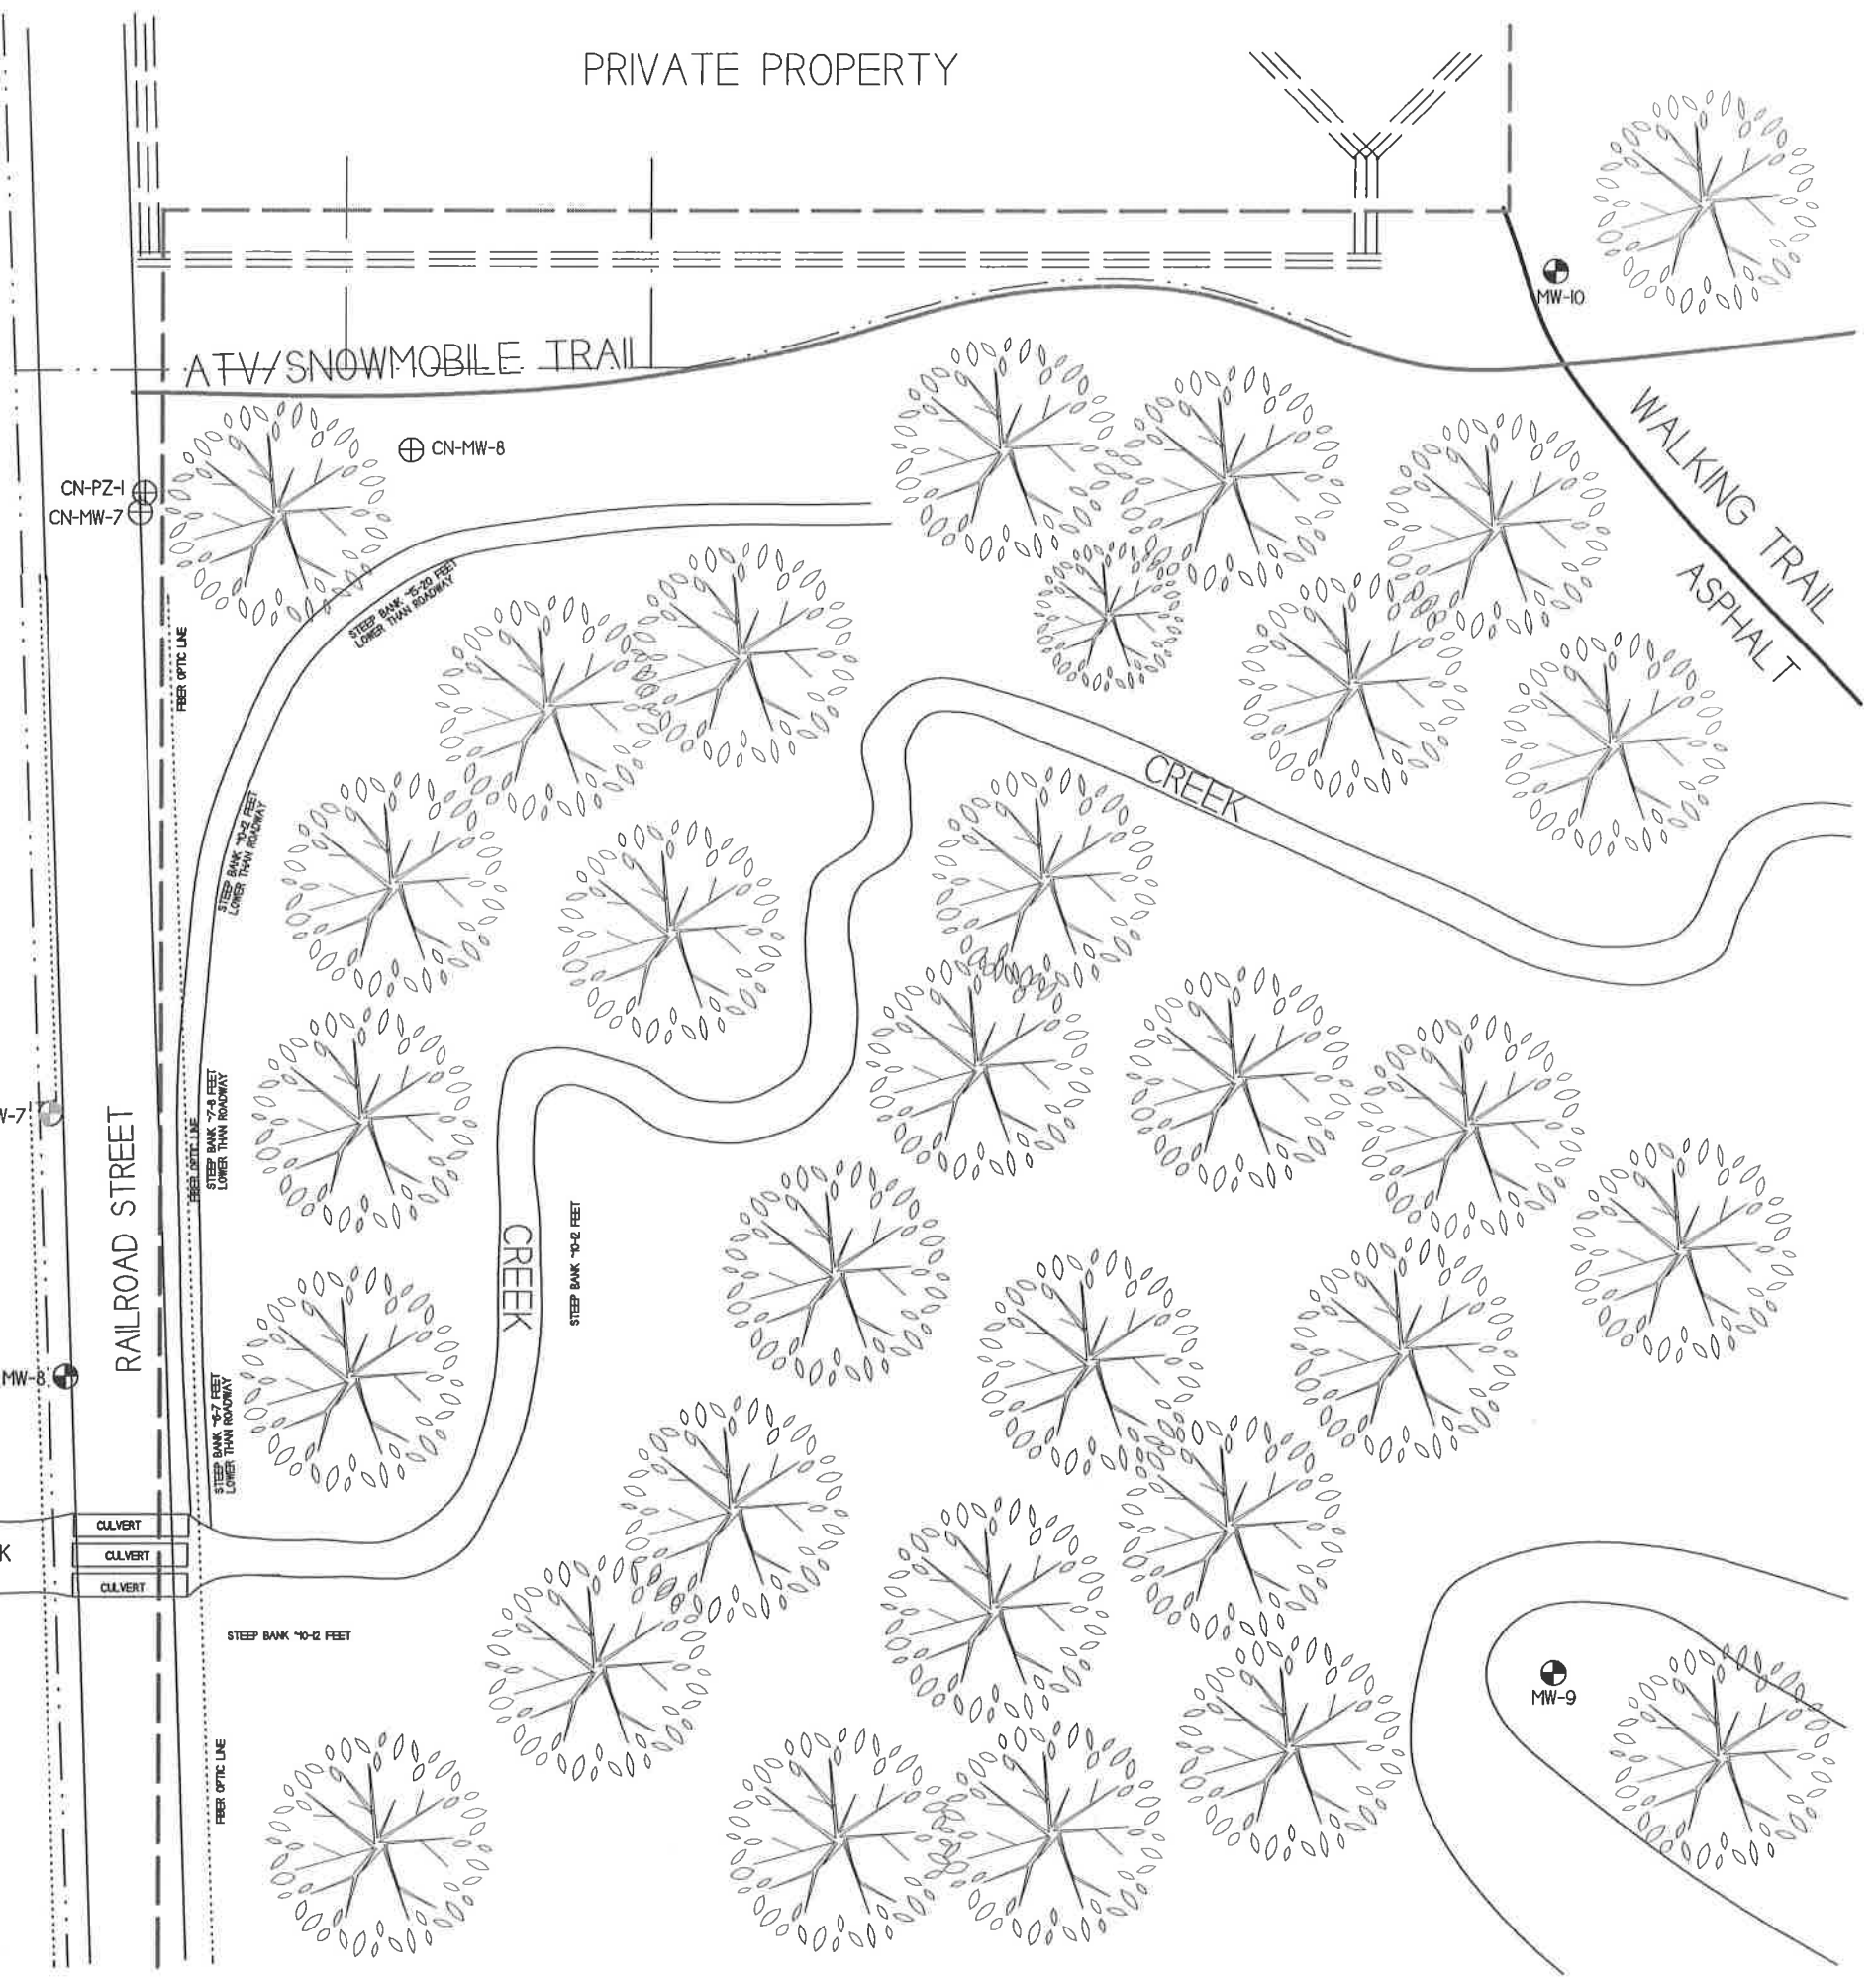 PRIVATE PROPERTY
MW-10
ATV/SNOWMOBILE TRAIL
WALKING TRAIL
ASPHALT
CN-MW-8
CN-PZ-1
CN-MW-7
STEEP BANK ~15-20 FEET
LOWER THAN ROADWAY
FIBER OPTIC LINE
CREEK
STEEP BANK ~10-12 FEET
LOWER THAN ROADWAY
STEEP BANK ~7-8 FEET
LOWER THAN ROADWAY
FIBER OPTIC LINE
W-7
RAILROAD STREET
CREEK
STEEP BANK ~10-12 FEET
MW-8
STEEP BANK ~6-7 FEET
LOWER THAN ROADWAY
CULVERT
K
CULVERT
CULVERT
STEEP BANK ~10-12 FEET
MW-9
FIBER OPTIC LINE